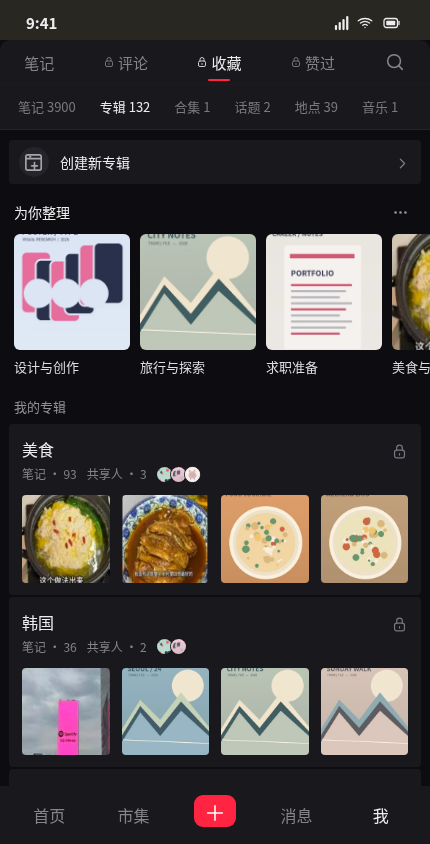 9:41
笔记 评论 收藏 赞过
笔记 3900 专辑 132 合集 1 话题 2 地点 39 音乐 1
创建新专辑
为你整理
CITY NOTES
PORTFOLIO
设计与创作 旅行与探索 求职准备 美食与
我的专辑
美食
笔记 • 93 共享人 • 3
这个做法出来
韩国
笔记 • 36 共享人 • 2
SEOUL / 24 CITY NOTES SUNDAY WALK
Spotify
首页 市集 消息 我